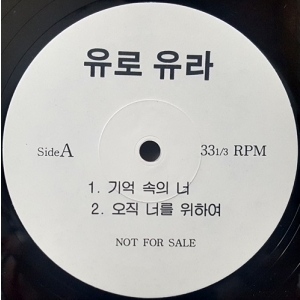 유로 유라
Side A 33 1/3 RPM
1. 기억 속의 너
2. 오직 너를 위하여
NOT FOR SALE